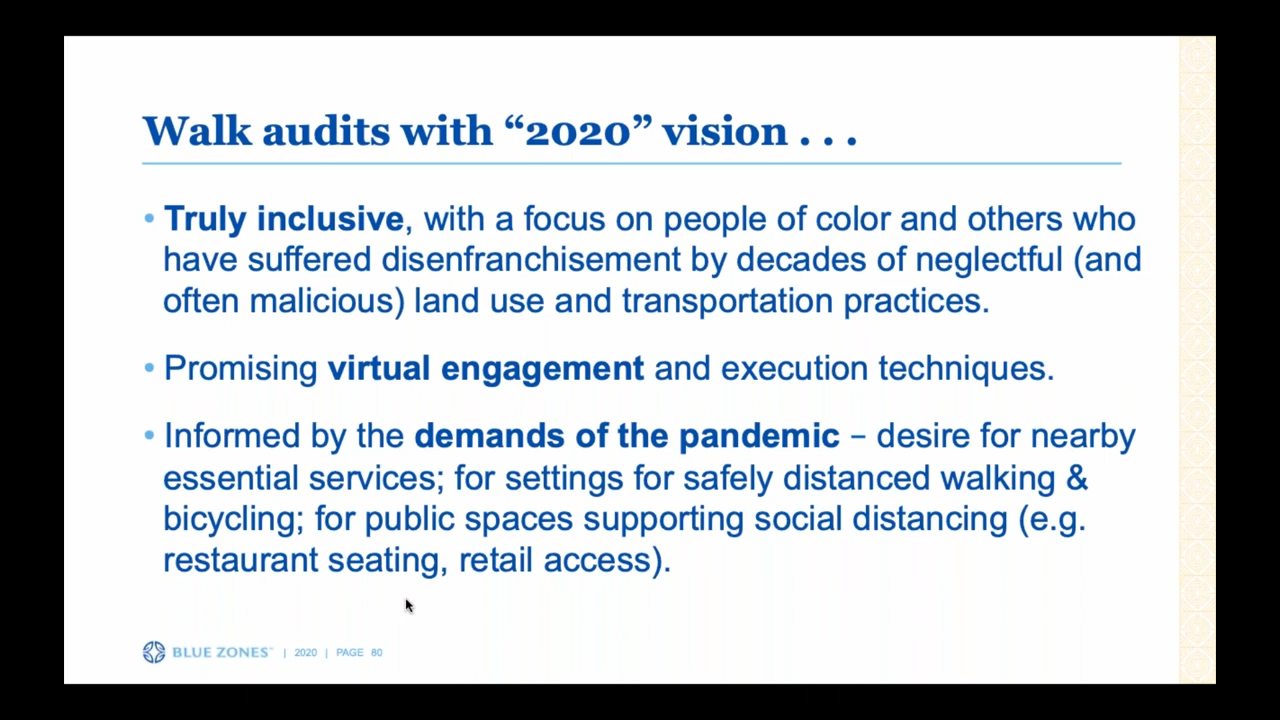 Walk audits with “2020” vision . . .
• Truly inclusive, with a focus on people of color and others who
have suffered disenfranchisement by decades of neglectful (and
often malicious) land use and transportation practices.
• Promising virtual engagement and execution techniques.
• Informed by the demands of the pandemic – desire for nearby
essential services; for settings for safely distanced walking &
bicycling; for public spaces supporting social distancing (e.g.
restaurant seating, retail access).
BLUE ZONES™ | 2020 | PAGE 80